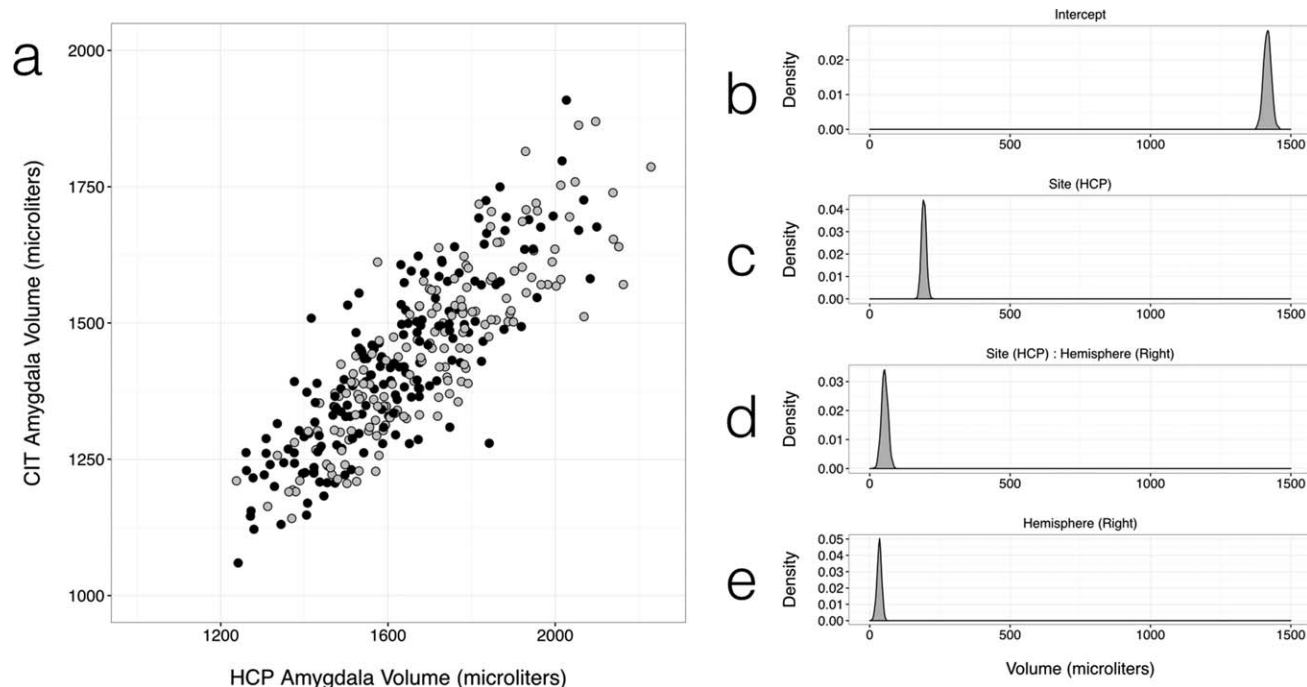 a
2000
1750
1500
1250
1000
CIT Amygdala Volume (microliters)
1200
1600
2000
HCP Amygdala Volume (microliters)
b
Intercept
Density
0.02
0.01
0.00
0
500
1000
1500
c
Site (HCP)
Density
0.04
0.03
0.02
0.01
0.00
0
500
1000
1500
d
Site (HCP) : Hemisphere (Right)
Density
0.03
0.02
0.01
0.00
0
500
1000
1500
e
Hemisphere (Right)
Density
0.05
0.04
0.03
0.02
0.01
0.00
0
500
1000
1500
Volume (microliters)